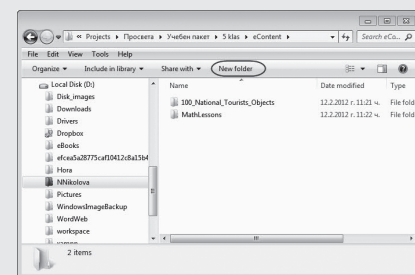 « Projects ▸ Просвета ▸ Учебен пакет ▸ 5 klas ▸ eContent ▸
Search eCo...
File Edit View Tools Help
Organize Include in library Share with New folder
Name Date modified Type
Local Disk (D:)
Disk_images
Downloads
Drivers
Dropbox
eBooks
efcea5a28775caf10412c8a15b4
Hora
NNikolova
Pictures
WindowsImageBackup
WordWeb
workspace
100_National_Tourists_Objects 12.2.2012 г. 11:21 ч. File fold
MathLessons 12.2.2012 г. 11:22 ч. File fold
2 items